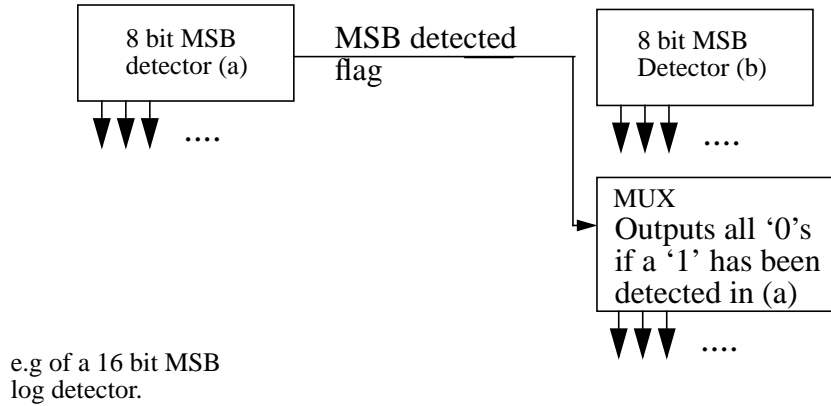 8 bit MSB
detector (a)
MSB detected
flag
8 bit MSB
Detector (b)
....
....
MUX
Outputs all ‘0’s
if a ‘1’ has been
detected in (a)
....
e.g of a 16 bit MSB
log detector.